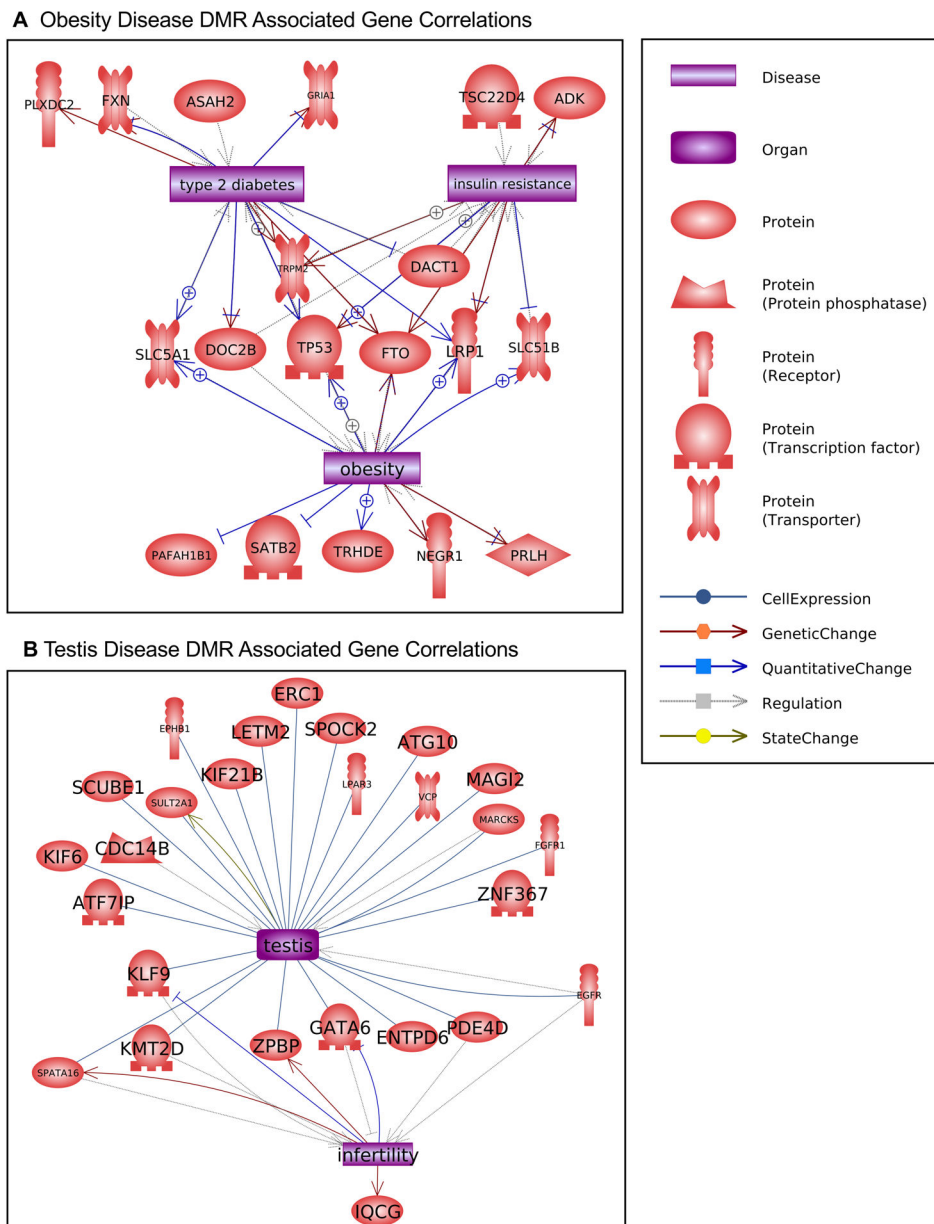 A Obesity Disease DMR Associated Gene Correlations
PLXDC2
FXN
ASAH2
GRIA1
TSC22D4
ADK
type 2 diabetes
insulin resistance
TRPM2
DACT1
SLC5A1
DOC2B
TP53
FTO
LRP1
SLC51B
obesity
PAFAH1B1
SATB2
TRHDE
NEGR1
PRLH
Disease
Organ
Protein
Protein
(Protein phosphatase)
Protein
(Receptor)
Protein
(Transcription factor)
Protein
(Transporter)
CellExpression
GeneticChange
QuantitativeChange
Regulation
StateChange
B Testis Disease DMR Associated Gene Correlations
ERC1
EPHB1
LETM2
SPOCK2
ATG10
KIF21B
SCUBE1
SULT2A1
LPAR3
VCP
MAGI2
MARCKS
KIF6
CDC14B
FGFR1
ATF7IP
ZNF367
testis
KLF9
EGFR
KMT2D
ZPBP
GATA6
ENTPD6
PDE4D
SPATA16
infertility
IQCG